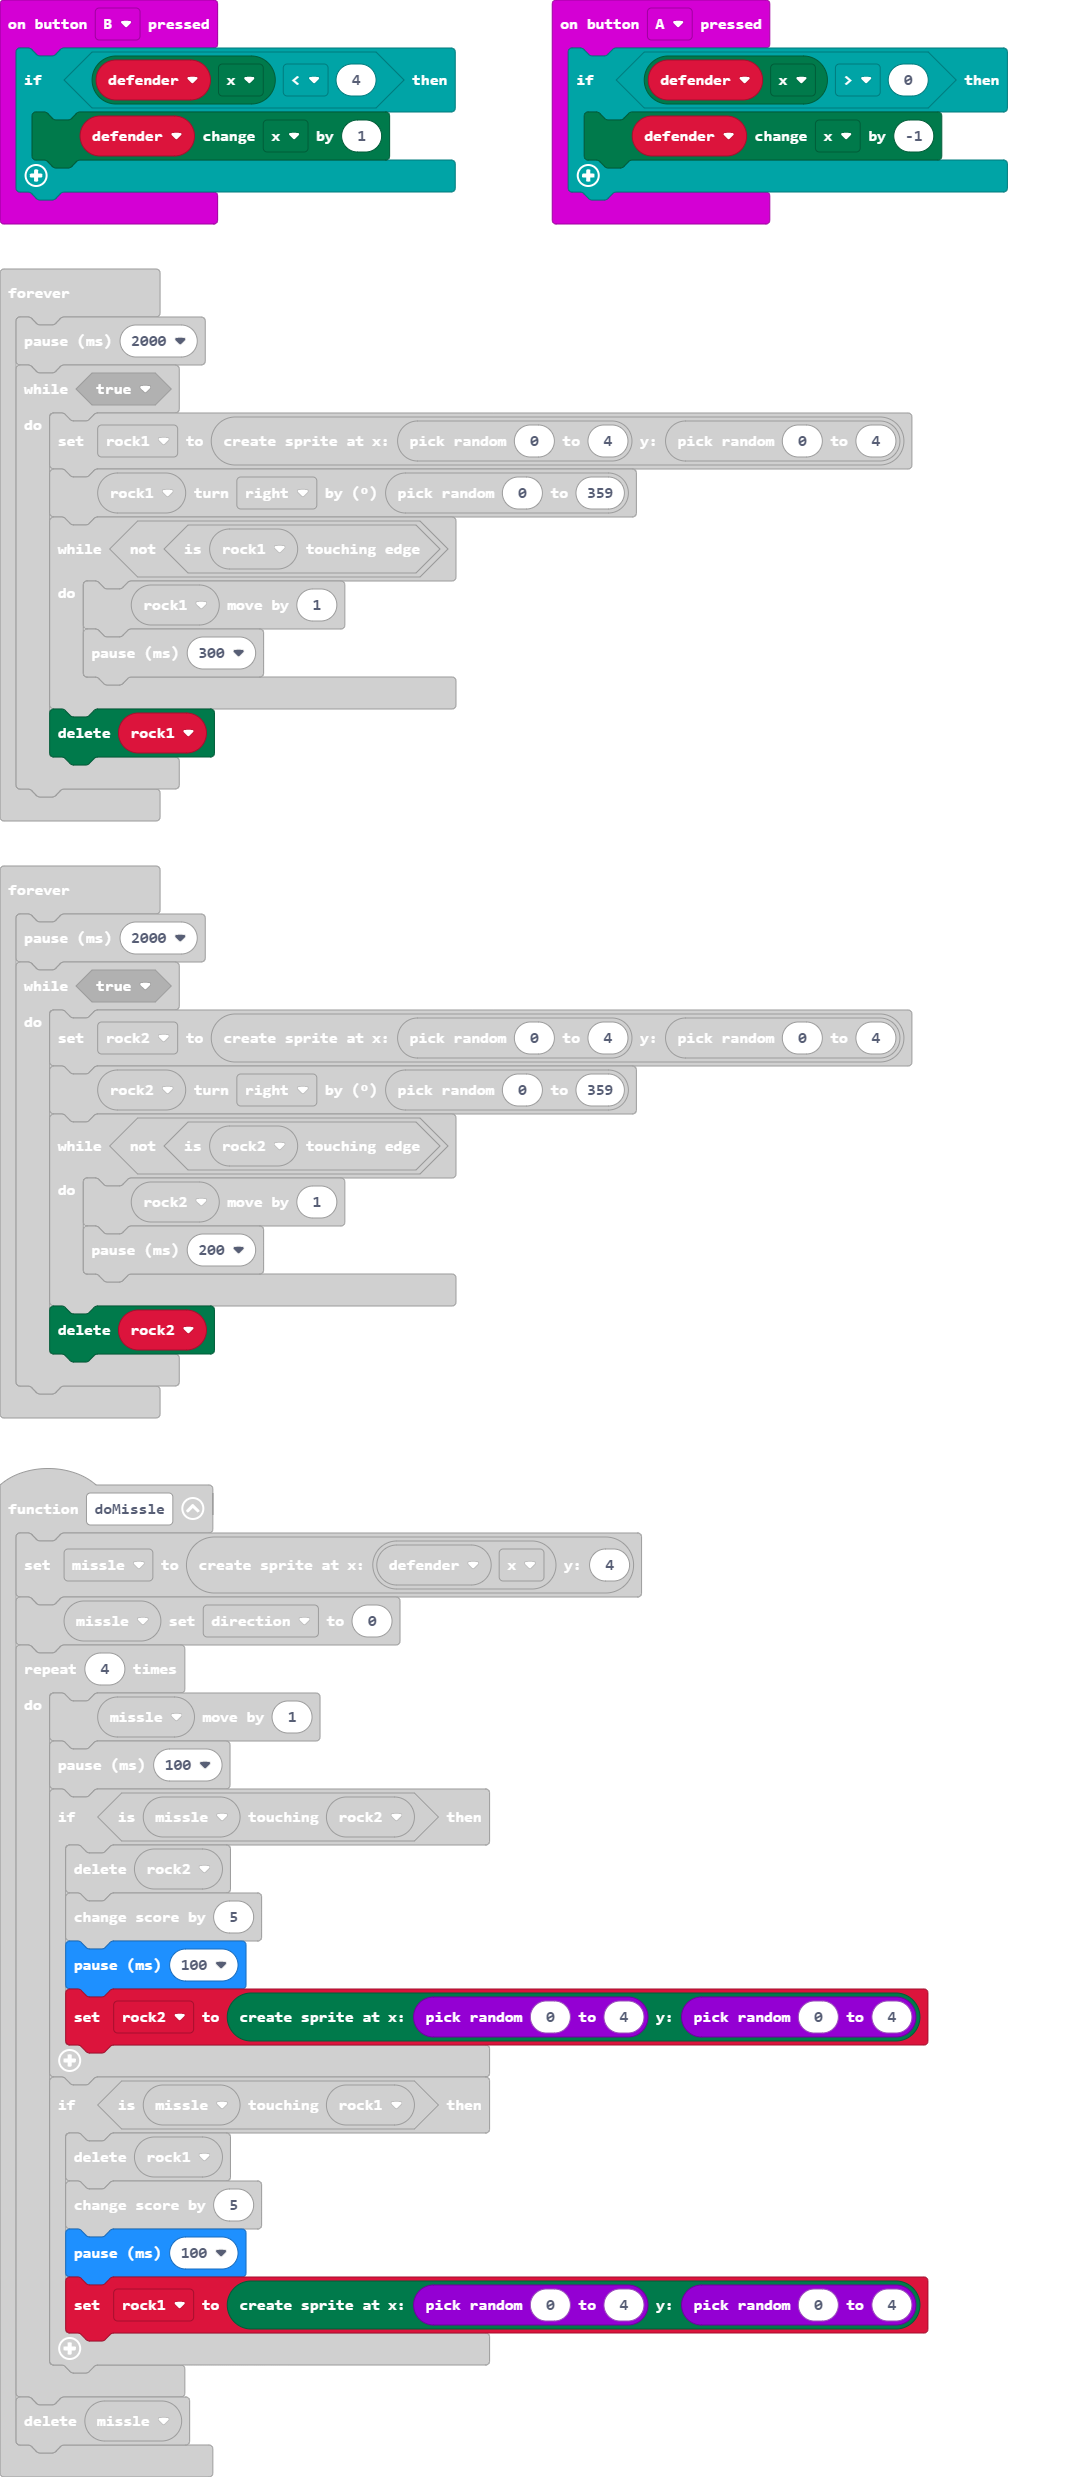 on button B pressed
if defender x < 4 then
defender change x by 1
on button A pressed
if defender x > 0 then
defender change x by -1
forever
pause (ms) 2000
while true
do
set rock1 to create sprite at x: pick random 0 to 4 y: pick random 0 to 4
rock1 turn right by (º) pick random 0 to 359
while not is rock1 touching edge
do
rock1 move by 1
pause (ms) 300
delete rock1
forever
pause (ms) 2000
while true
do
set rock2 to create sprite at x: pick random 0 to 4 y: pick random 0 to 4
rock2 turn right by (º) pick random 0 to 359
while not is rock2 touching edge
do
rock2 move by 1
pause (ms) 200
delete rock2
function doMissle
set missle to create sprite at x: defender x y: 4
missle set direction to 0
repeat 4 times
do
missle move by 1
pause (ms) 100
if is missle touching rock2 then
delete rock2
change score by 5
pause (ms) 100
set rock2 to create sprite at x: pick random 0 to 4 y: pick random 0 to 4
if is missle touching rock1 then
delete rock1
change score by 5
pause (ms) 100
set rock1 to create sprite at x: pick random 0 to 4 y: pick random 0 to 4
delete missle